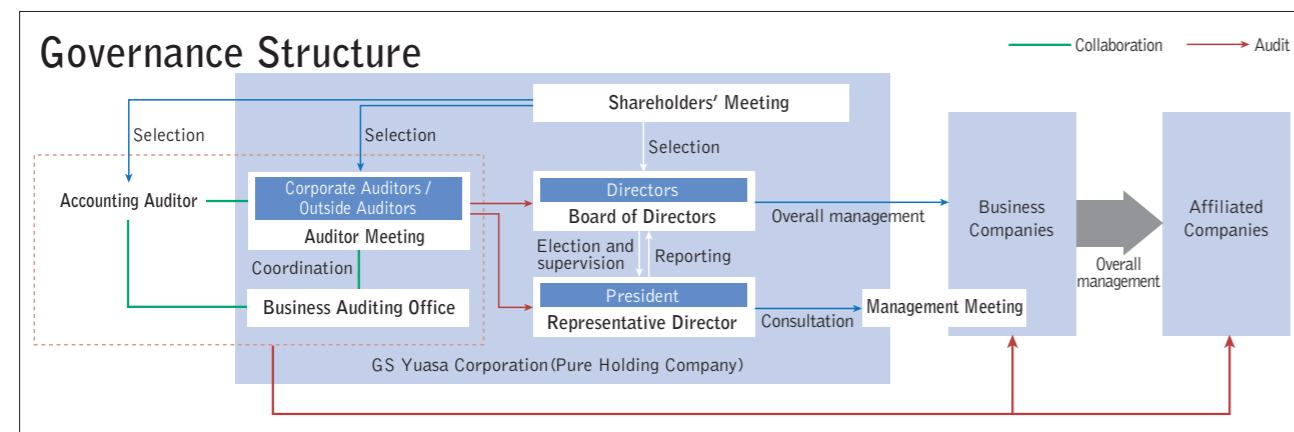 Governance Structure
Collaboration
Audit
Shareholders' Meeting
Selection
Selection
Selection
Accounting Auditor
Corporate Auditors /
Outside Auditors
Auditor Meeting
Directors
Board of Directors
Overall management
Business
Companies
Affiliated
Companies
Overall
management
Coordination
Election and
supervision
Reporting
Business Auditing Office
President
Representative Director
Consultation
Management Meeting
GS Yuasa Corporation(Pure Holding Company)